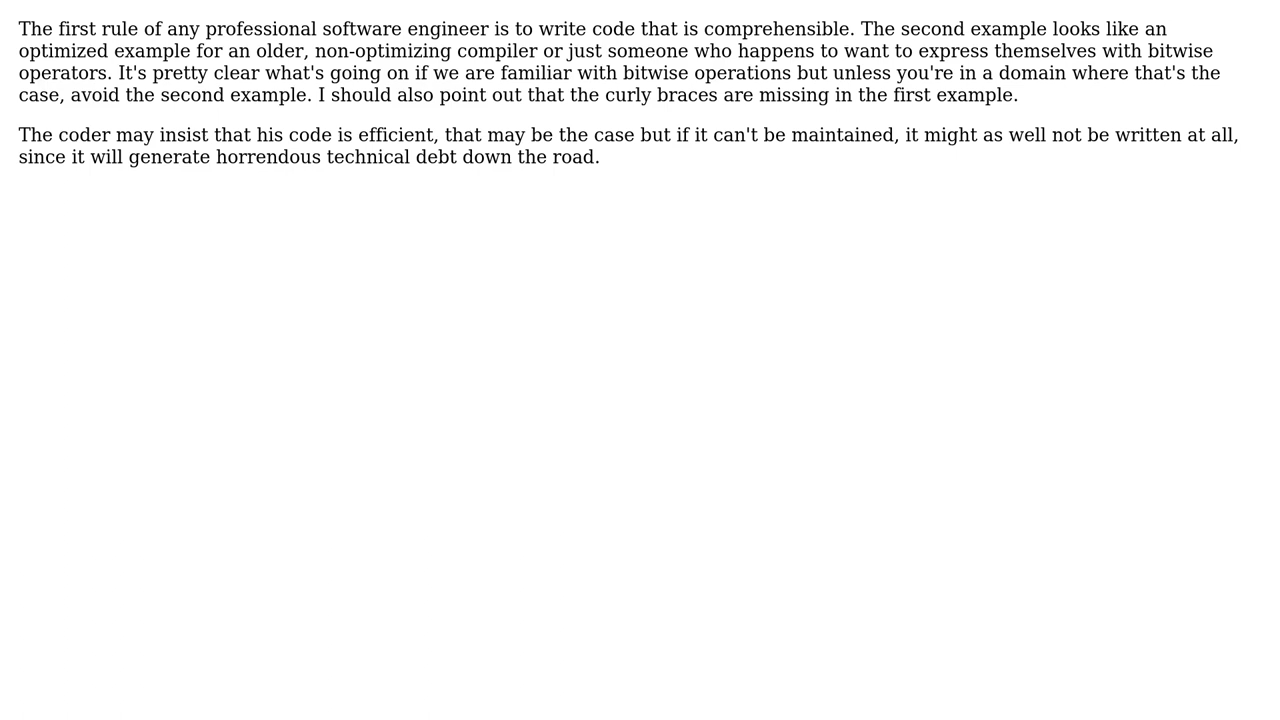 The first rule of any professional software engineer is to write code that is comprehensible. The second example looks like an
optimized example for an older, non-optimizing compiler or just someone who happens to want to express themselves with bitwise
operators. It's pretty clear what's going on if we are familiar with bitwise operations but unless you're in a domain where that's the
case, avoid the second example. I should also point out that the curly braces are missing in the first example.
The coder may insist that his code is efficient, that may be the case but if it can't be maintained, it might as well not be written at all,
since it will generate horrendous technical debt down the road.